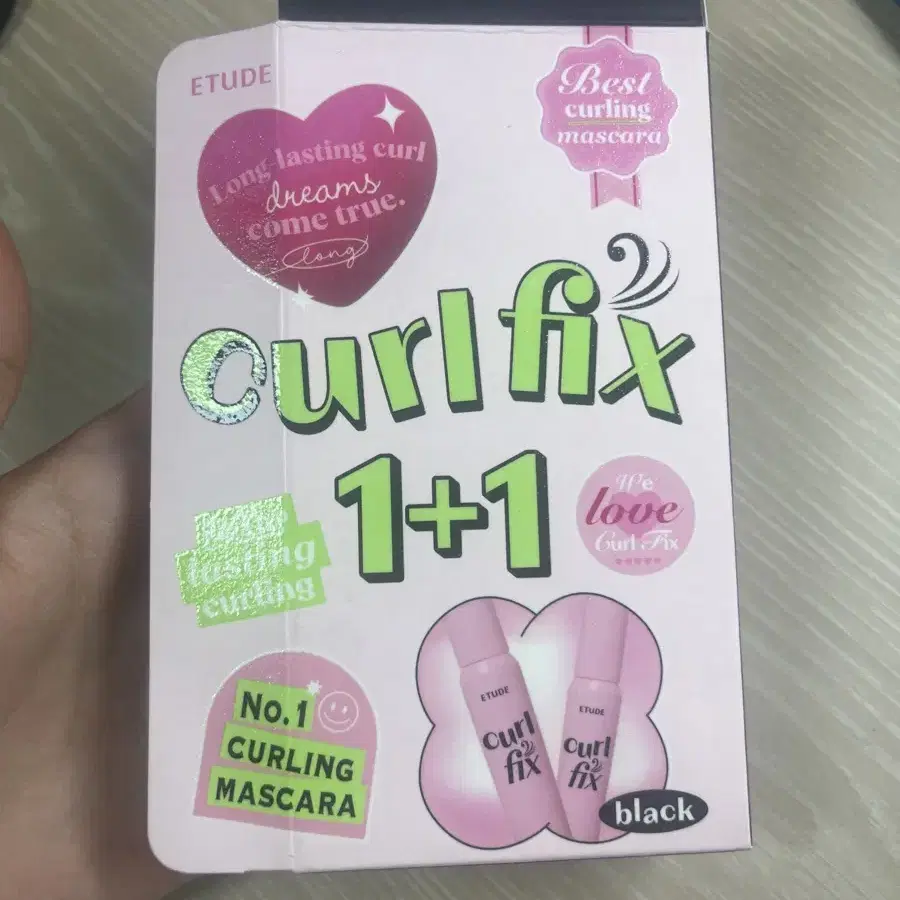 ETUDE
Long-lasting curl
dreams
come true.
long
Best
curling
mascara
Curl fix
1+1
We
love
Curl Fix
lasting
curling
No.1
CURLING
MASCARA
ETUDE
curl
fix
ETUDE
curl
fix
black